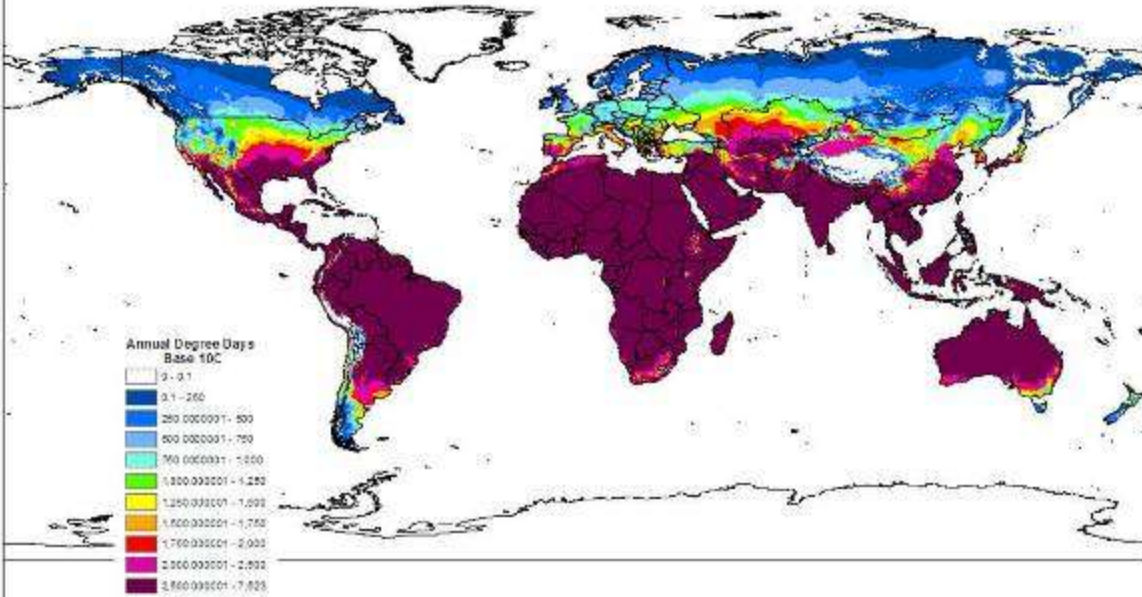 Annual Degree Days
Base 10C
0 - 0.1
0.1 - 250
250.0000001 - 500
500.0000001 - 750
750.0000001 - 1,000
1,000.000001 - 1,250
1,250.000001 - 1,500
1,500.000001 - 1,750
1,750.000001 - 2,000
2,000.000001 - 2,500
2,500.000001 - 7,623